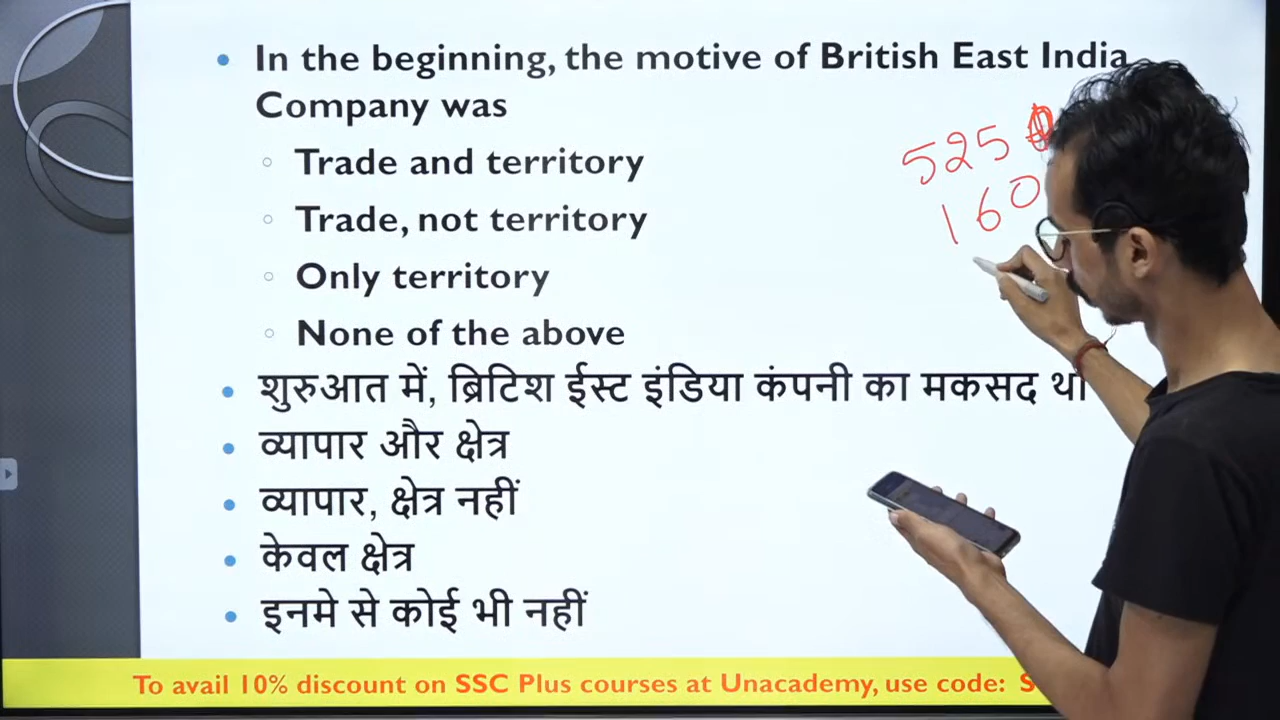 In the beginning, the motive of British East India
Company was
Trade and territory
Trade, not territory
Only territory
None of the above
525
160
शुरुआत में, ब्रिटिश ईस्ट इंडिया कंपनी का मकसद था
व्यापार और क्षेत्र
व्यापार, क्षेत्र नहीं
केवल क्षेत्र
इनमे से कोई भी नहीं
To avail 10% discount on SSC Plus courses at Unacademy, use code: